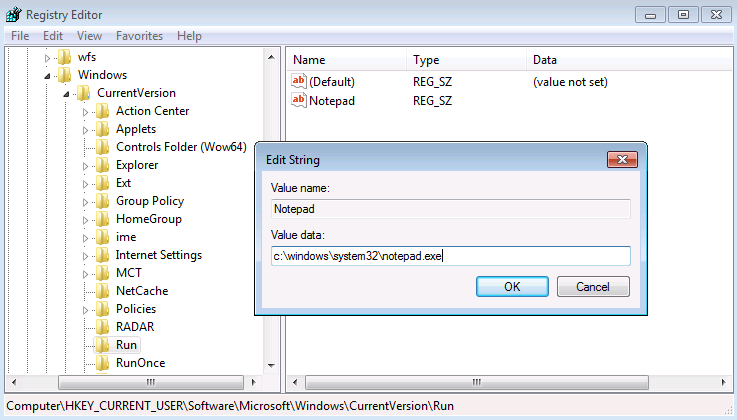 Registry Editor
File Edit View Favorites Help
wfs
Windows
CurrentVersion
Action Center
Applets
Controls Folder (Wow64)
Explorer
Ext
Group Policy
HomeGroup
ime
Internet Settings
MCT
NetCache
Policies
RADAR
Run
RunOnce
Name Type Data
ab (Default) REG_SZ (value not set)
ab Notepad REG_SZ
Edit String
Value name:
Notepad
Value data:
c:\windows\system32\notepad.exe
OK Cancel
Computer\HKEY_CURRENT_USER\Software\Microsoft\Windows\CurrentVersion\Run